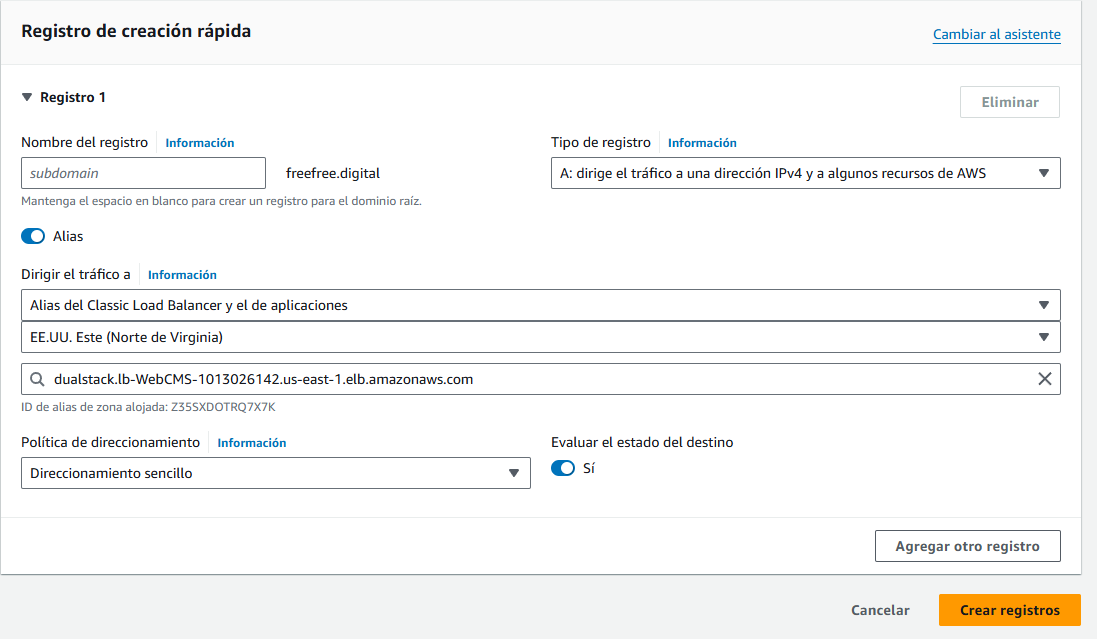 Registro de creación rápida
Cambiar al asistente
Registro 1
Eliminar
Nombre del registro
Información
Tipo de registro
Información
subdomain
freefree.digital
A: dirige el tráfico a una dirección IPv4 y a algunos recursos de AWS
Mantenga el espacio en blanco para crear un registro para el dominio raíz.
Alias
Dirigir el tráfico a
Información
Alias del Classic Load Balancer y el de aplicaciones
EE.UU. Este (Norte de Virginia)
dualstack.lb-WebCMS-1013026142.us-east-1.elb.amazonaws.com
ID de alias de zona alojada: Z35SXDOTRQ7X7K
Política de direccionamiento
Información
Evaluar el estado del destino
Direccionamiento sencillo
Sí
Agregar otro registro
Cancelar
Crear registros